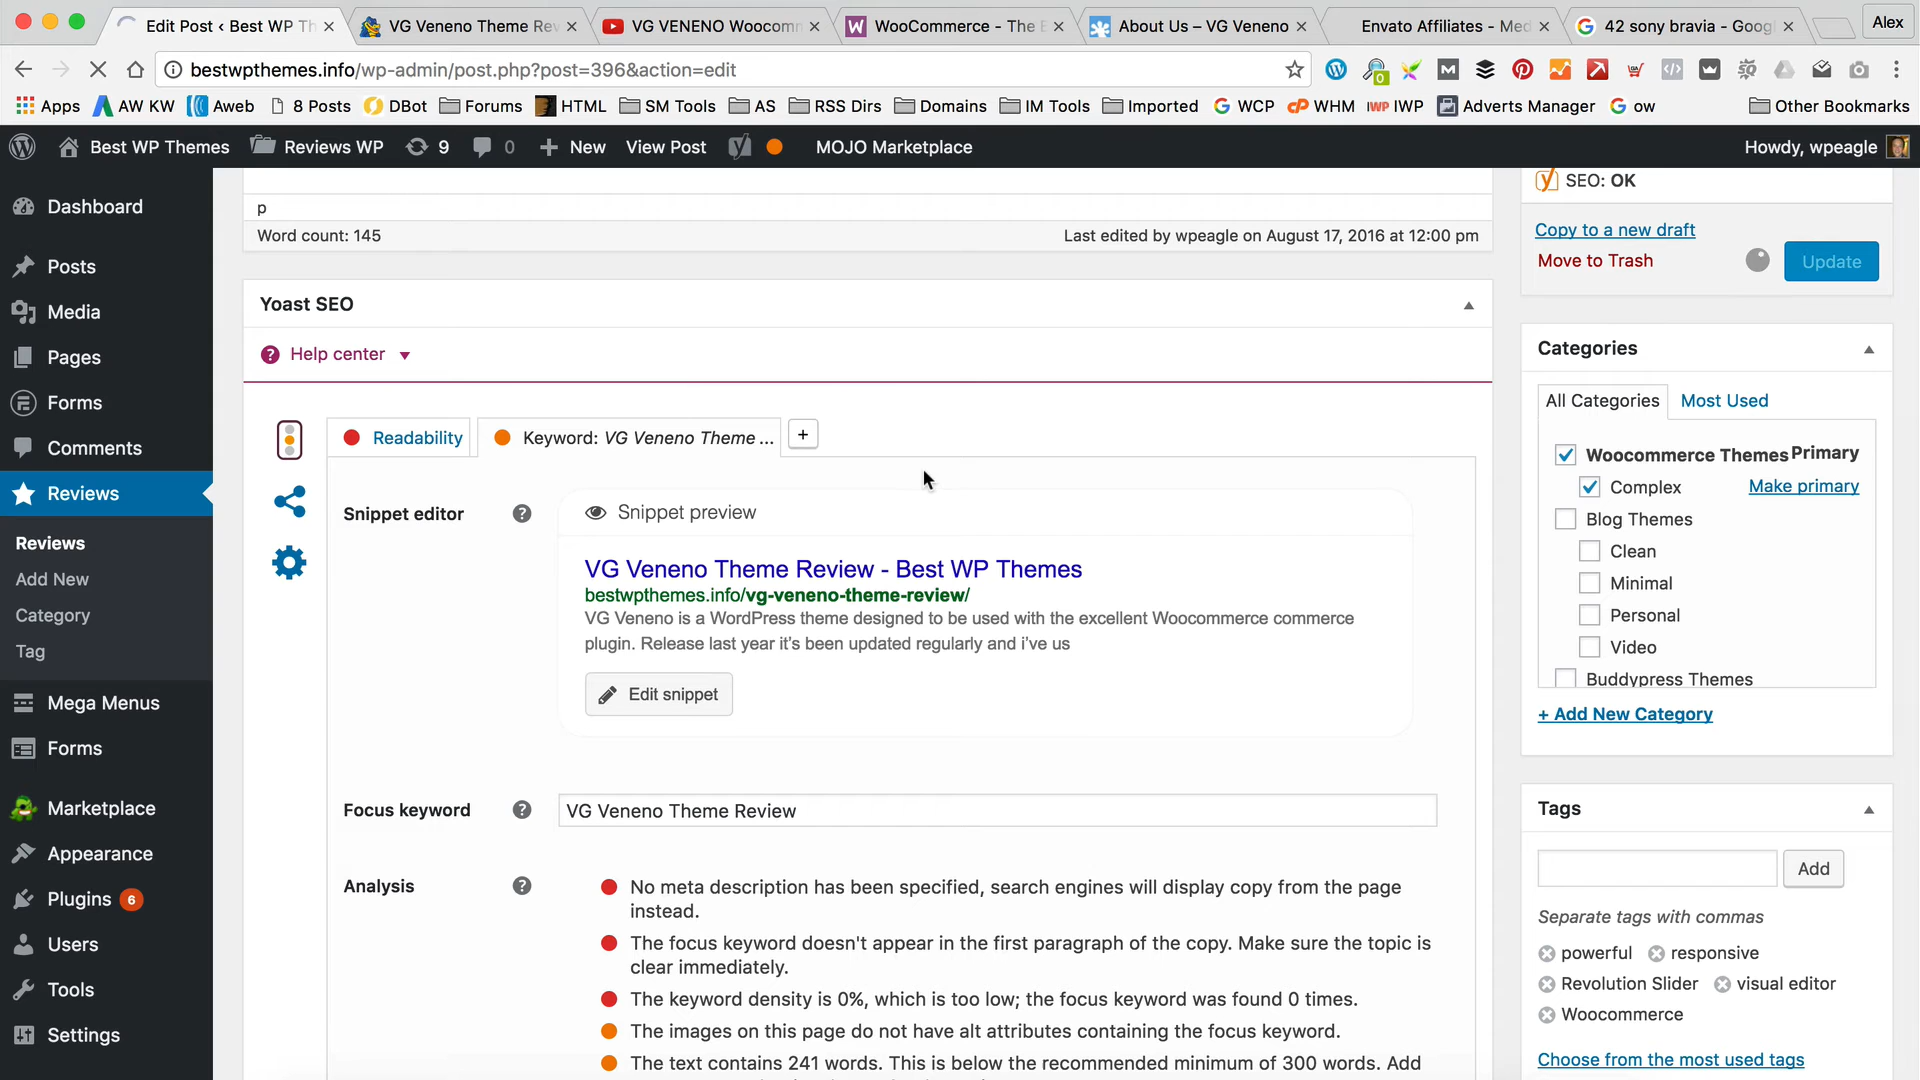 Edit Post ‹ Best WP Th
VG Veneno Theme Rev
VG VENENO Woocomm
WooCommerce - The E
About Us – VG Veneno
Envato Affiliates - Med
42 sony bravia - Goog
Alex
bestwpthemes.info/wp-admin/post.php?post=396&action=edit
Apps
AW KW
Aweb
8 Posts
DBot
Forums
HTML
SM Tools
AS
RSS Dirs
Domains
IM Tools
Imported
WCP
WHM
IWP
Adverts Manager
ow
Other Bookmarks
Best WP Themes
Reviews WP
9
0
New
View Post
MOJO Marketplace
Howdy, wpeagle
Dashboard
Posts
Media
Pages
Forms
Comments
Reviews
Reviews
Add New
Category
Tag
Mega Menus
Forms
Marketplace
Appearance
Plugins 6
Users
Tools
Settings
p
Word count: 145
Last edited by wpeagle on August 17, 2016 at 12:00 pm
Yoast SEO
Help center
Readability
Keyword: VG Veneno Theme ...
+
Snippet editor
Snippet preview
VG Veneno Theme Review - Best WP Themes
bestwpthemes.info/vg-veneno-theme-review/
VG Veneno is a WordPress theme designed to be used with the excellent Woocommerce commerce
plugin. Release last year it's been updated regularly and i've us
Edit snippet
Focus keyword
VG Veneno Theme Review
Analysis
No meta description has been specified, search engines will display copy from the page
instead.
The focus keyword doesn't appear in the first paragraph of the copy. Make sure the topic is
clear immediately.
The keyword density is 0%, which is too low; the focus keyword was found 0 times.
The images on this page do not have alt attributes containing the focus keyword.
The text contains 241 words. This is below the recommended minimum of 300 words. Add
SEO: OK
Copy to a new draft
Move to Trash
Update
Categories
All Categories
Most Used
Woocommerce Themes Primary
Complex
Make primary
Blog Themes
Clean
Minimal
Personal
Video
Buddypress Themes
+ Add New Category
Tags
Add
Separate tags with commas
powerful
responsive
Revolution Slider
visual editor
Woocommerce
Choose from the most used tags